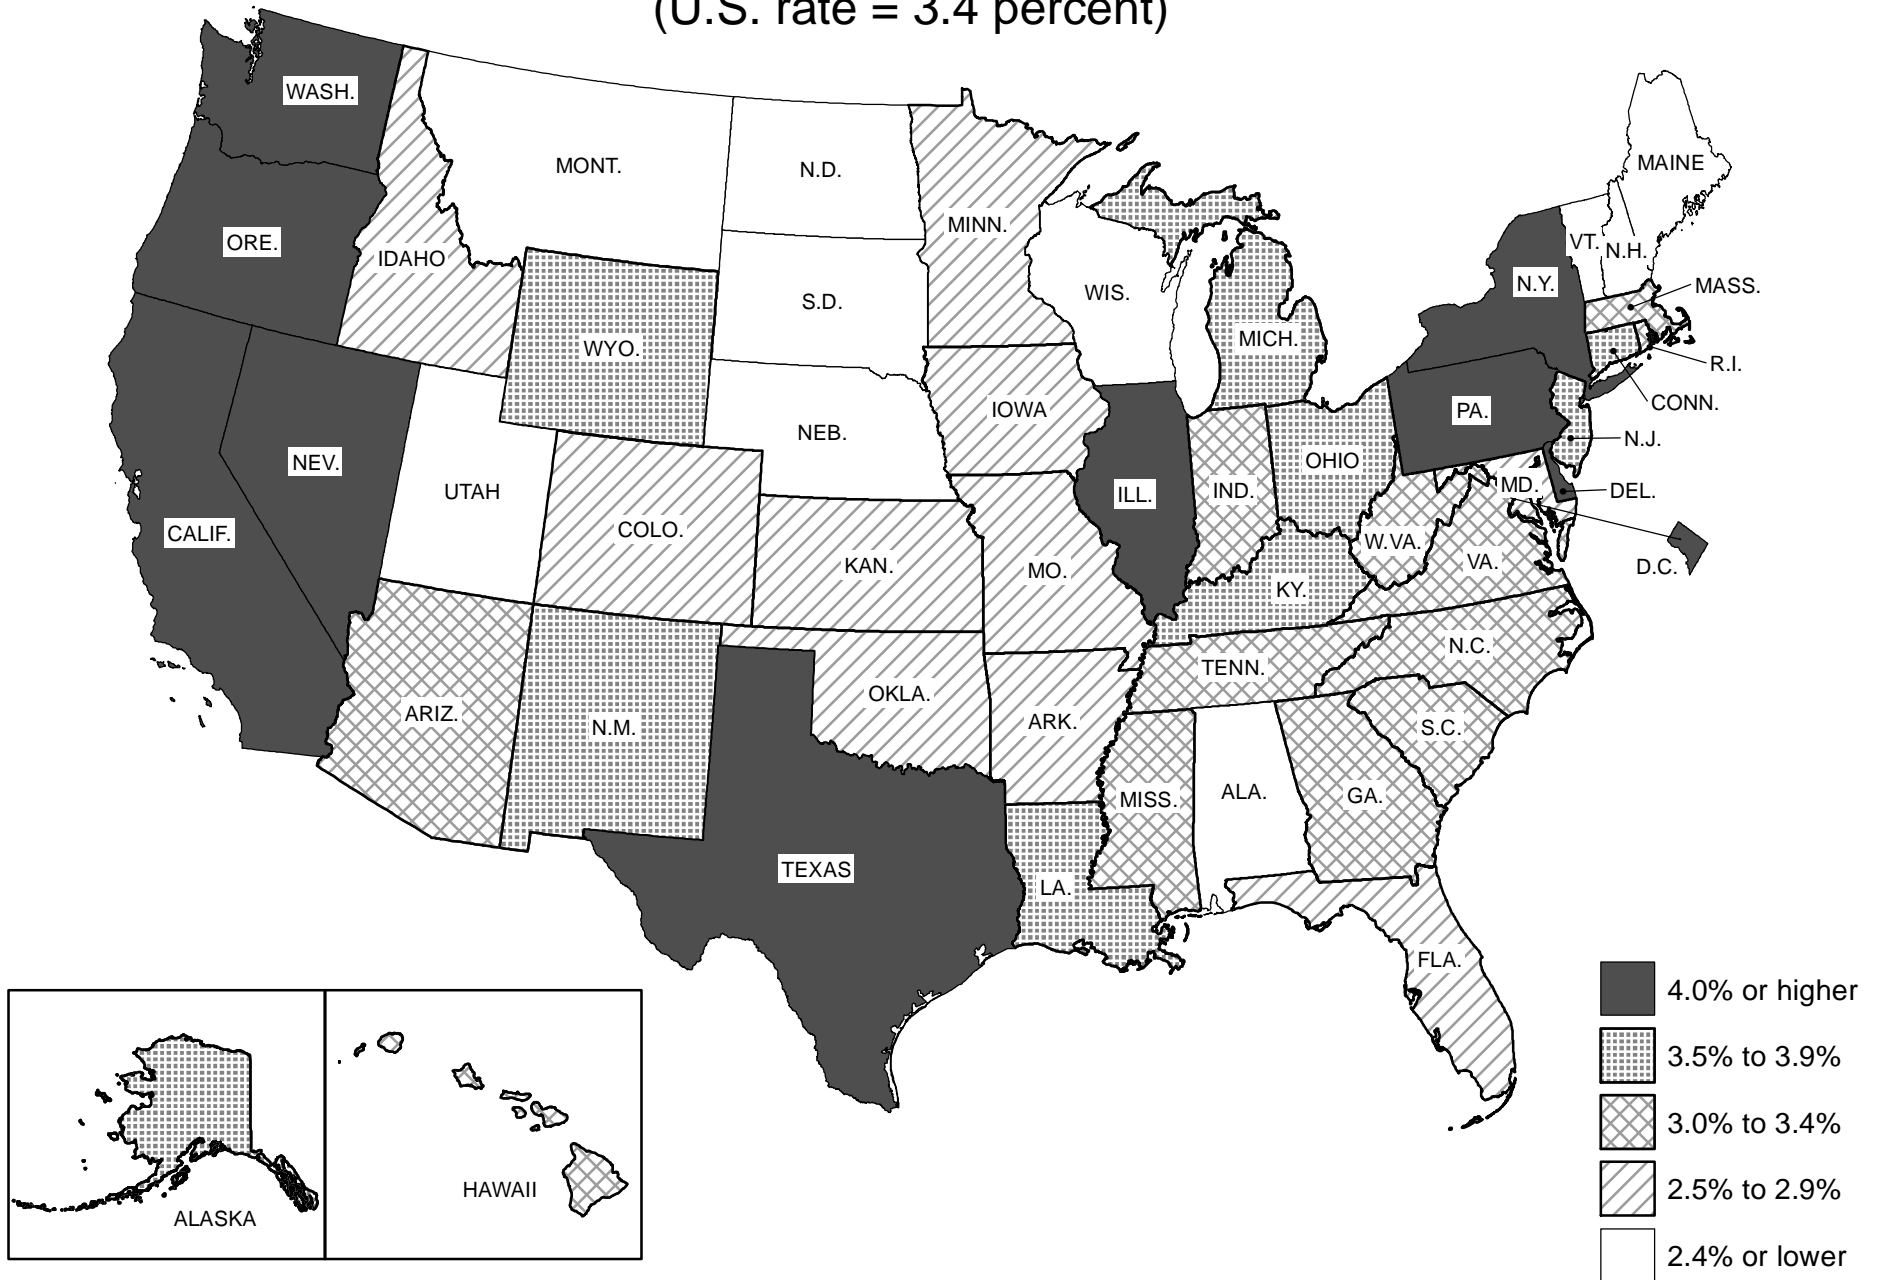 (U.S. rate = 3.4 percent)
WASH.
MONT.
N.D.
MAINE
MINN.
ORE.
IDAHO
VT.
N.H.
N.Y.
MASS.
WIS.
S.D.
MICH.
WYO.
R.I.
CONN.
IOWA
PA.
NEB.
N.J.
NEV.
OHIO
UTAH
ILL.
IND.
MD.
DEL.
CALIF.
COLO.
W.VA.
KAN.
MO.
VA.
D.C.
KY.
N.C.
TENN.
OKLA.
ARIZ.
ARK.
N.M.
S.C.
MISS.
ALA.
GA.
TEXAS
LA.
FLA.
HAWAII
ALASKA
4.0% or higher
3.5% to 3.9%
3.0% to 3.4%
2.5% to 2.9%
2.4% or lower